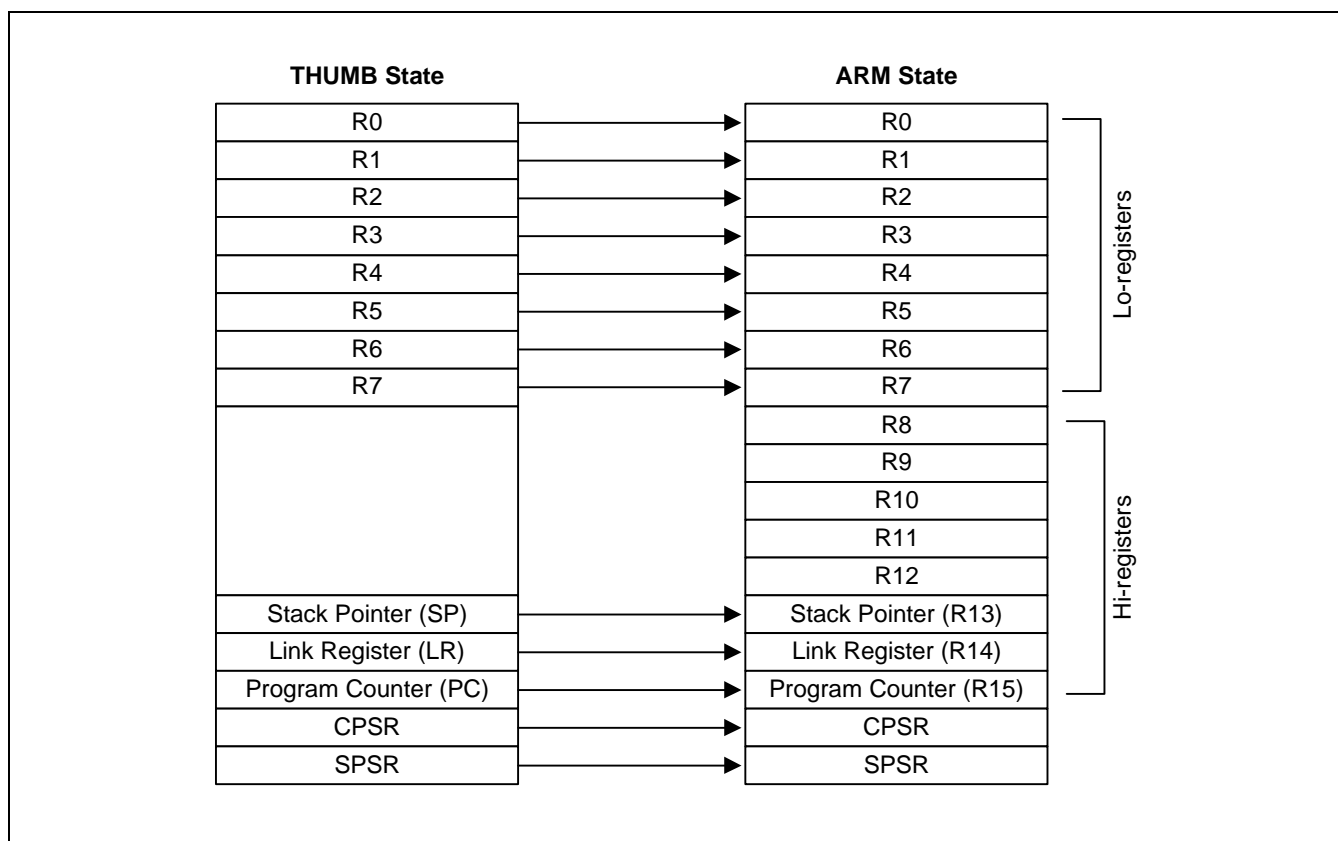 THUMB State
ARM State
R0
R0
R1
R1
R2
R2
R3
R3
R4
R4
R5
R5
R6
R6
R7
R7
R8
R9
R10
R11
R12
Stack Pointer (SP)
Stack Pointer (R13)
Link Register (LR)
Link Register (R14)
Program Counter (PC)
Program Counter (R15)
CPSR
CPSR
SPSR
SPSR
Lo-registers
Hi-registers